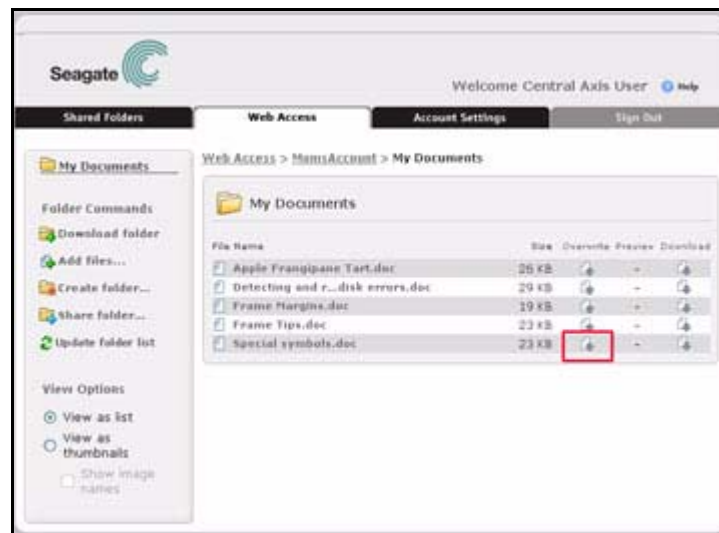 Seagate
Welcome Central Axis User Help
Shared Folders Web Access Account Settings Sign Out
My Documents
Web Access > MomsAccount > My Documents
My Documents
Folder Commands
Download folder
Add files...
Create folder...
Share folder...
Update folder list
File Name Size Overwrite Preview Download
Apple Frangipane Tart.doc 26 KB -
Detecting and r...disk errors.doc 29 KB -
Frame Margins.doc 19 KB -
Frame Tips.doc 23 KB -
Special symbols.doc 23 KB -
View Options
View as list
View as
thumbnails
Show image
names